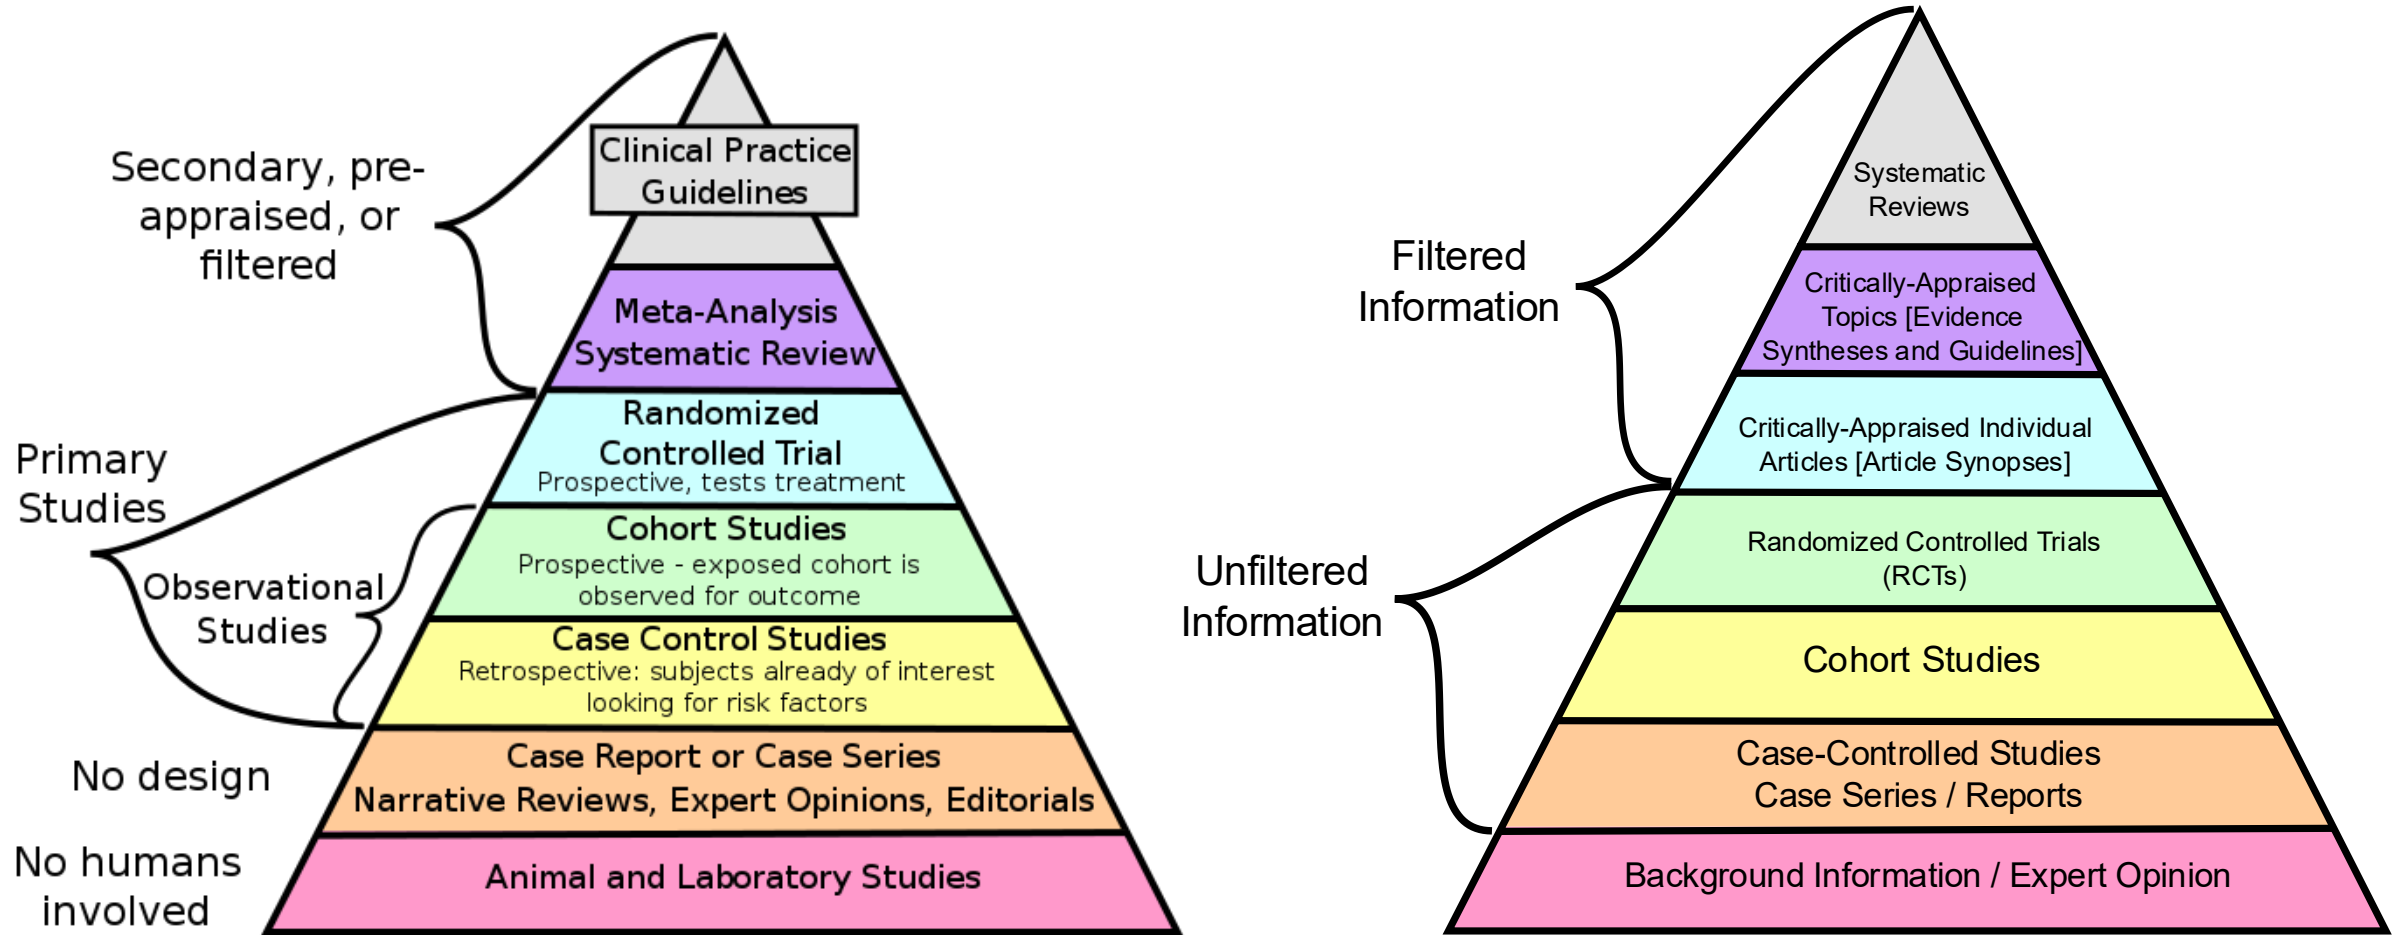 Clinical Practice
Guidelines
Secondary, pre-
appraised, or
filtered
Meta-Analysis
Systematic Review
Randomized
Controlled Trial
Prospective, tests treatment
Primary
Studies
Cohort Studies
Prospective - exposed cohort is
observed for outcome
Observational
Studies
Case Control Studies
Retrospective: subjects already of interest
looking for risk factors
No design
Case Report or Case Series
Narrative Reviews, Expert Opinions, Editorials
No humans
involved
Animal and Laboratory Studies
Systematic
Reviews
Filtered
Information
Critically-Appraised
Topics [Evidence
Syntheses and Guidelines]
Critically-Appraised Individual
Articles [Article Synopses]
Unfiltered
Information
Randomized Controlled Trials
(RCTs)
Cohort Studies
Case-Controlled Studies
Case Series / Reports
Background Information / Expert Opinion